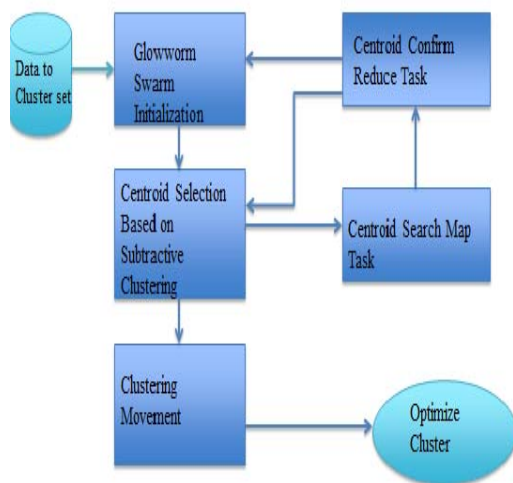 Data to
Cluster set
Glowworm
Swarm
Initialization
Centroid Confirm
Reduce Task
Centroid Selection
Based on
Subtractive
Clustering
Centroid Search Map
Task
Clustering
Movement
Optimize
Cluster